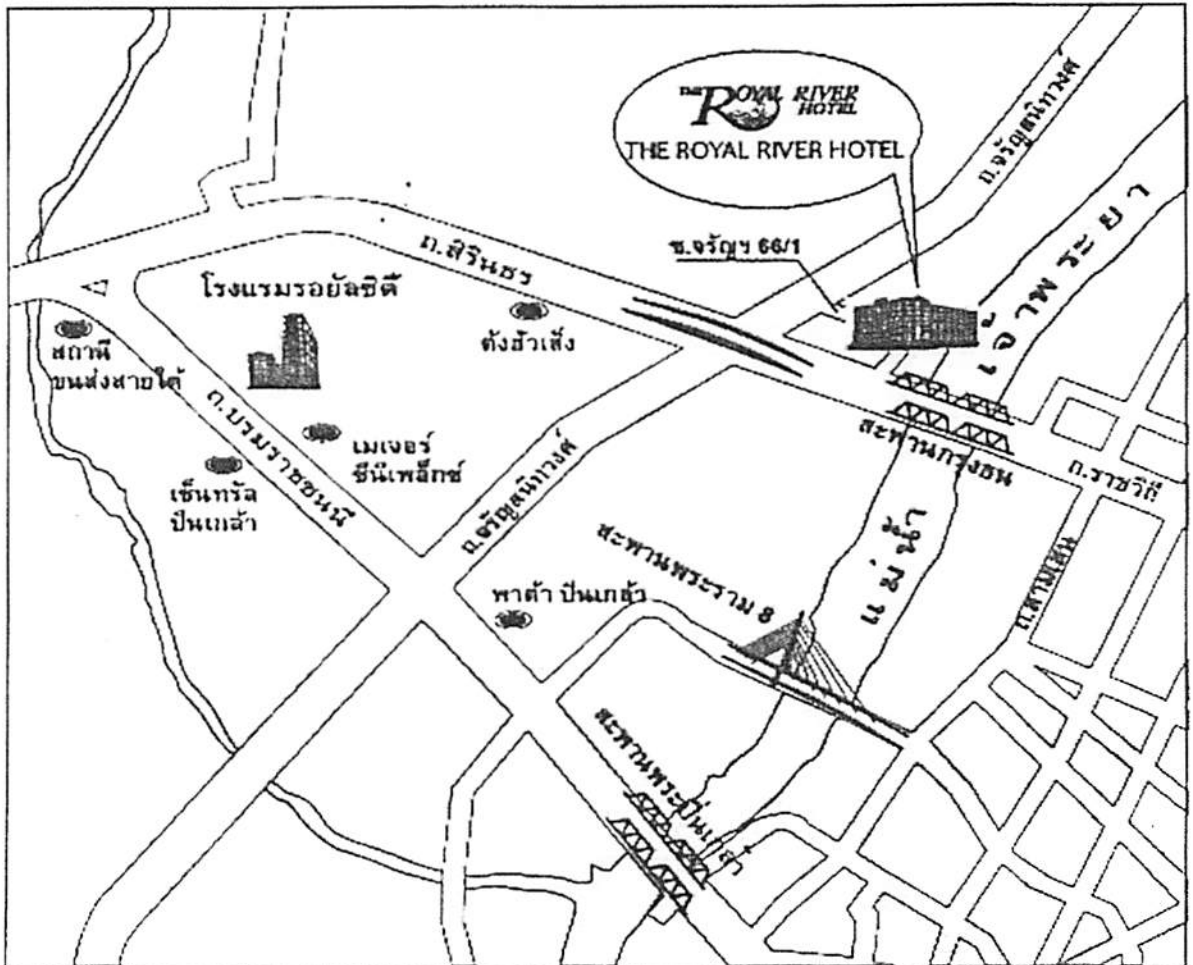 THE ROYAL RIVER
HOTEL
THE ROYAL RIVER HOTEL
ถ.จรัญสนิทวงศ์
ซ.จรัญฯ 66/1
ถ.สิรินธร
โรงแรมรอยัลซิตี้
ตั้งฮั่วเส็ง
สถานี
ขนส่งสายใต้
ถ.บรมราชชนนี
เมเจอร์
ซีนีเพล็กซ์
เซ็นทรัล
ปิ่นเกล้า
ถ.จรัญสนิทวงศ์
พาต้า ปิ่นเกล้า
สะพานกรุงธน
ถ.ราชวิถี
ถ.สามเสน
แม่น้ำ
เจ้าพระยา
สะพานพระราม 8
สะพานพระปิ่นเกล้า